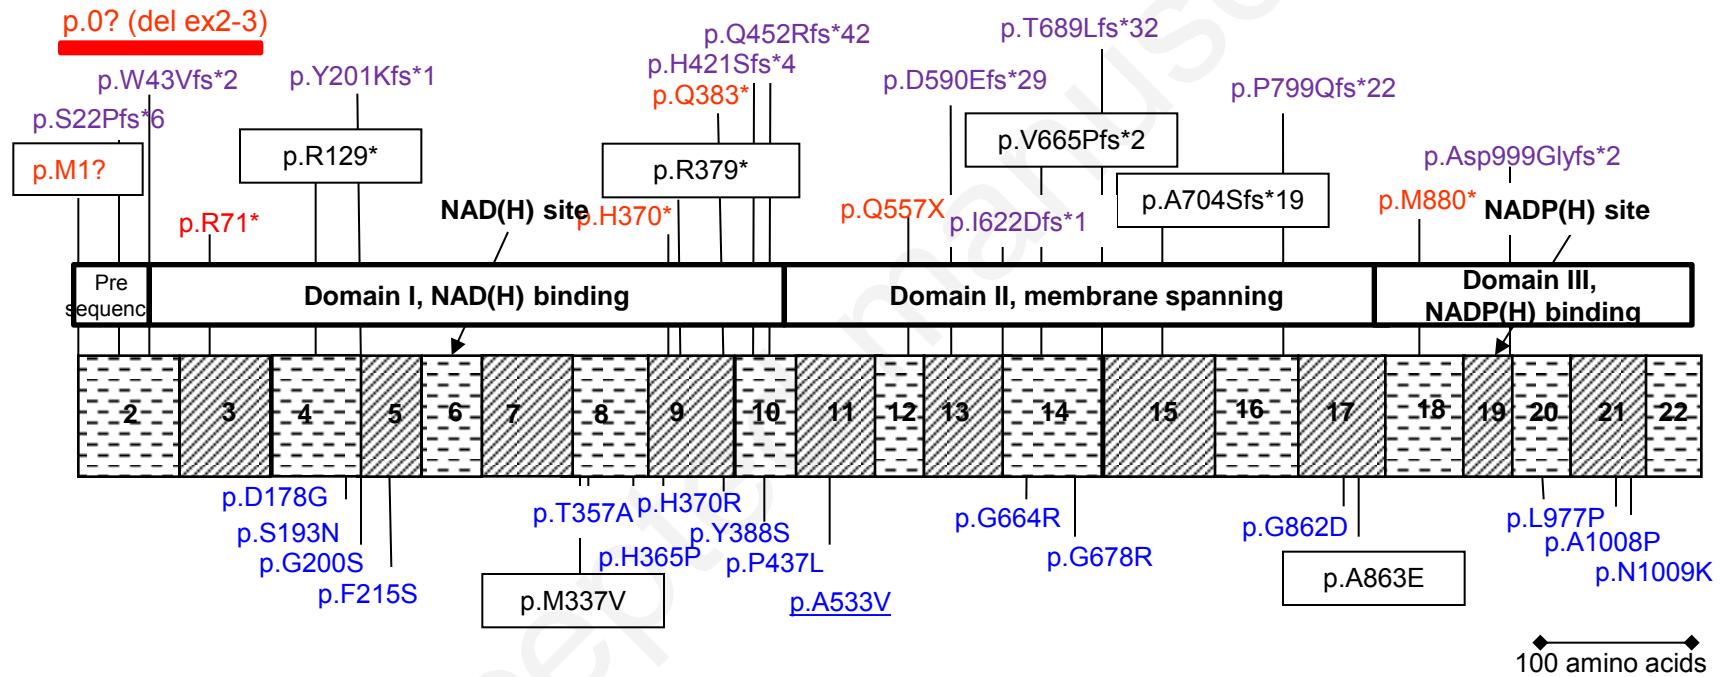 p.0? (del ex2-3)
p.W43Vfs*2
p.Y201Kfs*1
p.Q452Rfs*42
p.T689Lfs*32
p.H421Sfs*4
p.D590Efs*29
p.P799Qfs*22
p.S22Pfs*6
p.Q383*
p.V665Pfs*2
p.M1?
p.R129*
p.R379*
p.Asp999Glyfs*2
p.A704Sfs*19
p.R71*
NAD(H) site
p.H370*
p.Q557X
p.I622Dfs*1
p.M880*
NADP(H) site
Pre
sequenc
Domain I, NAD(H) binding
Domain II, membrane spanning
Domain III,
NADP(H) binding
2 3 4 5 6 7 8 9 10 11 12 13 14 15 16 17 18 19 20 21 22
p.D178G
p.S193N
p.G200S
p.F215S
p.T357A
p.H370R
p.Y388S
p.H365P
p.P437L
p.M337V
p.A533V
p.G664R
p.G678R
p.G862D
p.A863E
p.L977P
p.A1008P
p.N1009K
100 amino acids